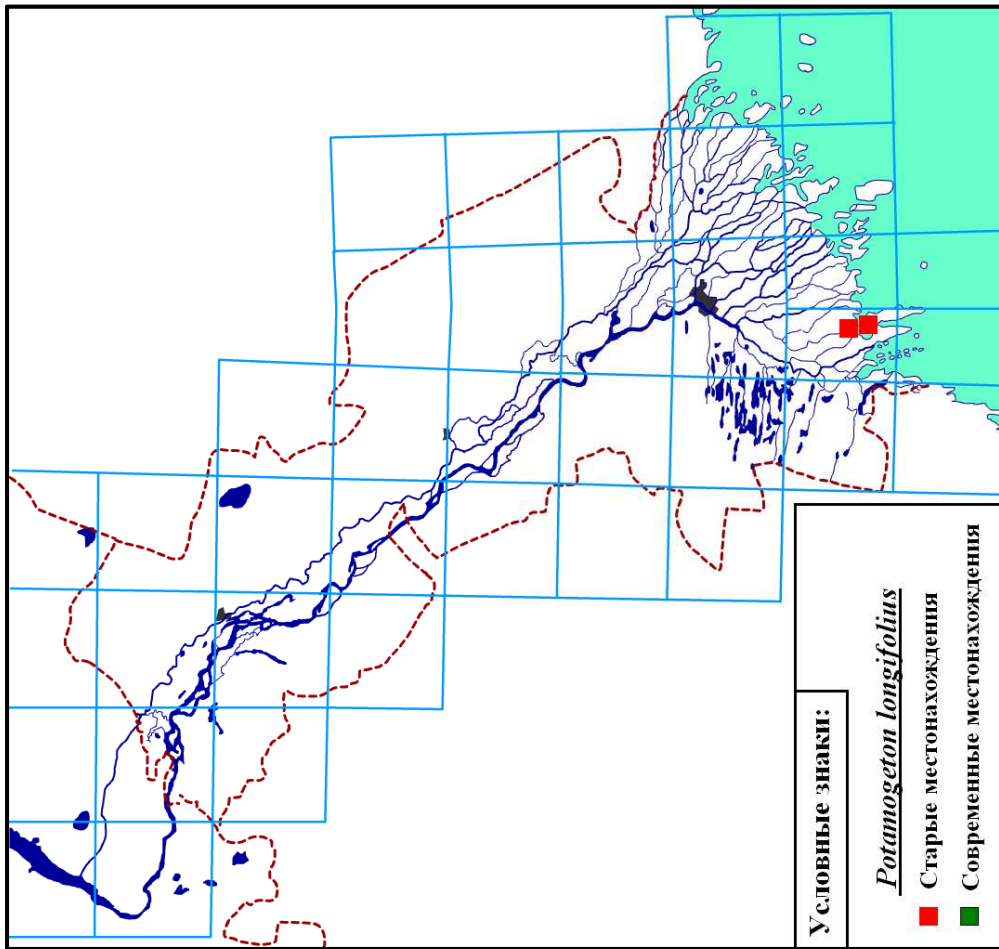 Условные знаки:
Potamogeton longifolius
Старые местонахождения
Современные местонахождения